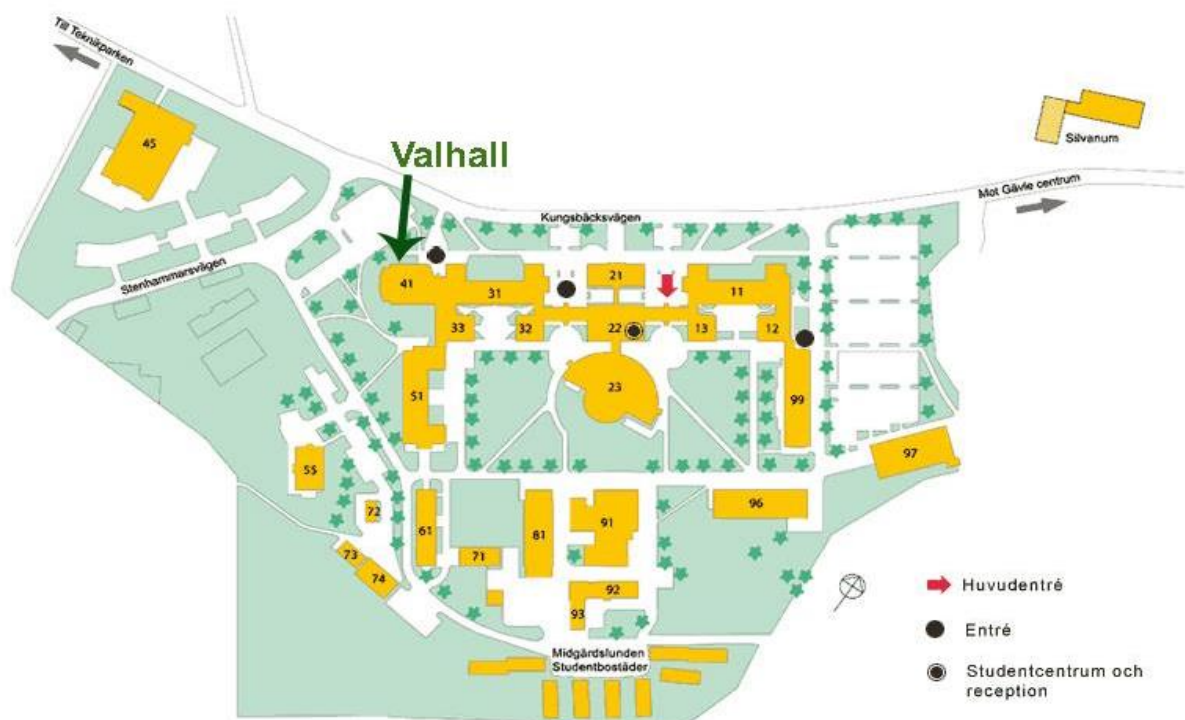 Till Teknikparken
45
Valhall
Silvanum
Mot Gävle centrum
Kungsbäcksvägen
Stenhammarsvägen
41
31
21
11
33
32
22
13
12
51
23
99
55
97
72
61
81
91
96
73
74
71
92
93
Huvudentré
Entré
Studentcentrum och
reception
Midgårdslunden
Studentbostäder